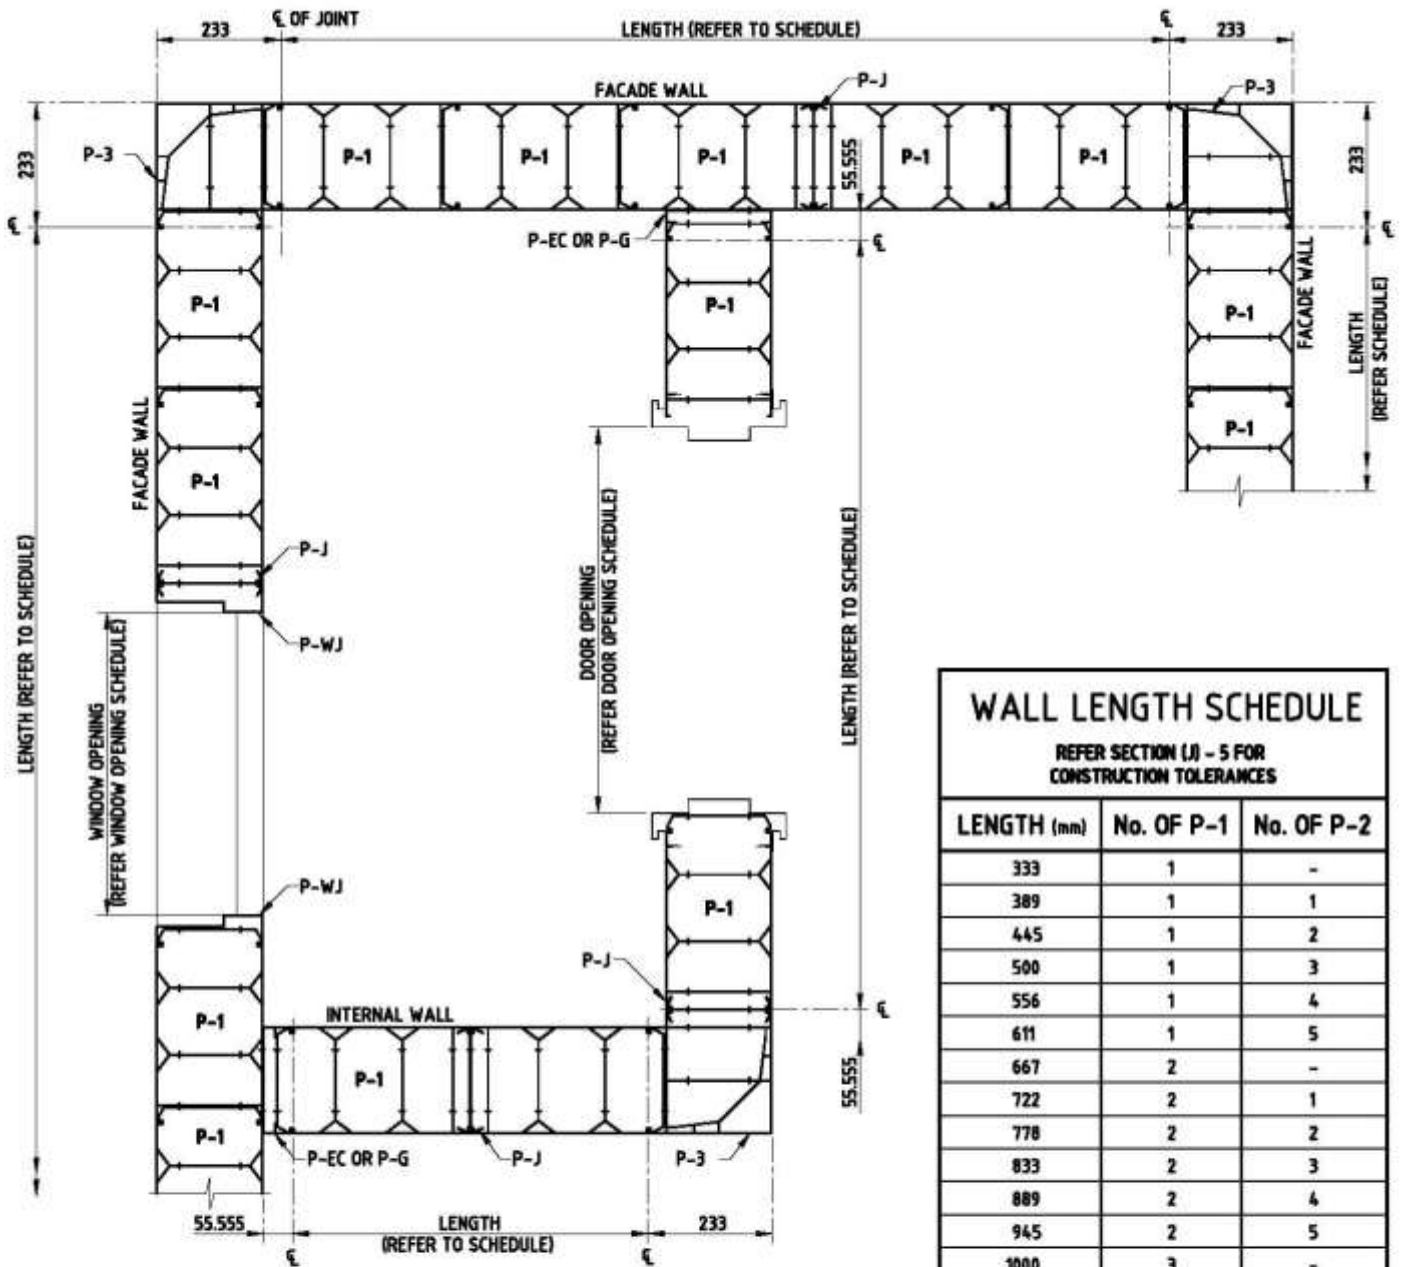 233
℄ OF JOINT
LENGTH (REFER TO SCHEDULE)
℄
233
FACADE WALL
P-J
P-3
233
P-3
P-1
P-1
P-1
P-1
P-1
55.555
233
℄
P-EC OR P-G
℄
℄
P-1
P-1
P-1
FACADE WALL
LENGTH
(REFER SCHEDULE)
FACADE WALL
P-1
P-1
P-J
P-WJ
LENGTH (REFER TO SCHEDULE)
WINDOW OPENING
(REFER WINDOW OPENING SCHEDULE)
DOOR OPENING
(REFER DOOR OPENING SCHEDULE)
LENGTH (REFER TO SCHEDULE)
P-WJ
P-1
P-J
℄
INTERNAL WALL
P-1
P-1
P-1
55.555
P-EC OR P-G
P-J
P-3
55.555
LENGTH
(REFER TO SCHEDULE)
233
℄
℄
WALL LENGTH SCHEDULE
REFER SECTION (J) - 5 FOR
CONSTRUCTION TOLERANCES
LENGTH (mm) No. OF P-1 No. OF P-2
333 1 -
389 1 1
445 1 2
500 1 3
556 1 4
611 1 5
667 2 -
722 2 1
778 2 2
833 2 3
889 2 4
945 2 5
1000 3 -